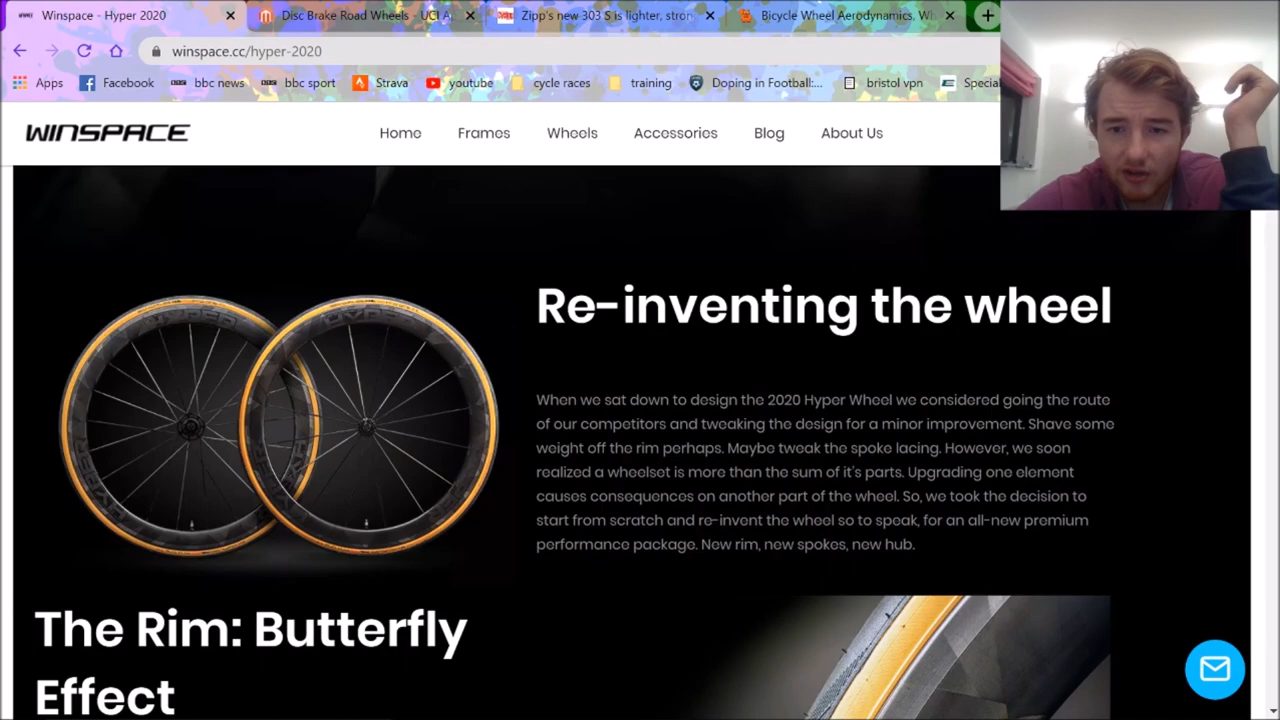 Winspace - Hyper 2020
Disc Brake Road Wheels - UCI A
Zipp's new 303 S is lighter, stron
Bicycle Wheel Aerodynamics, Wh
winspace.cc/hyper-2020
Apps Facebook bbc news bbc sport Strava youtube cycle races training Doping in Football:... bristol vpn Special
WINSPACE Home Frames Wheels Accessories Blog About Us
Re-inventing the wheel
When we sat down to design the 2020 Hyper Wheel we considered going the route
of our competitors and tweaking the design for a minor improvement. Shave some
weight off the rim perhaps. Maybe tweak the spoke lacing. However, we soon
realized a wheelset is more than the sum of it's parts. Upgrading one element
causes consequences on another part of the wheel. So, we took the decision to
start from scratch and re-invent the wheel so to speak, for an all-new premium
performance package. New rim, new spokes, new hub.
HYPER
HYPER
The Rim: Butterfly
Effect